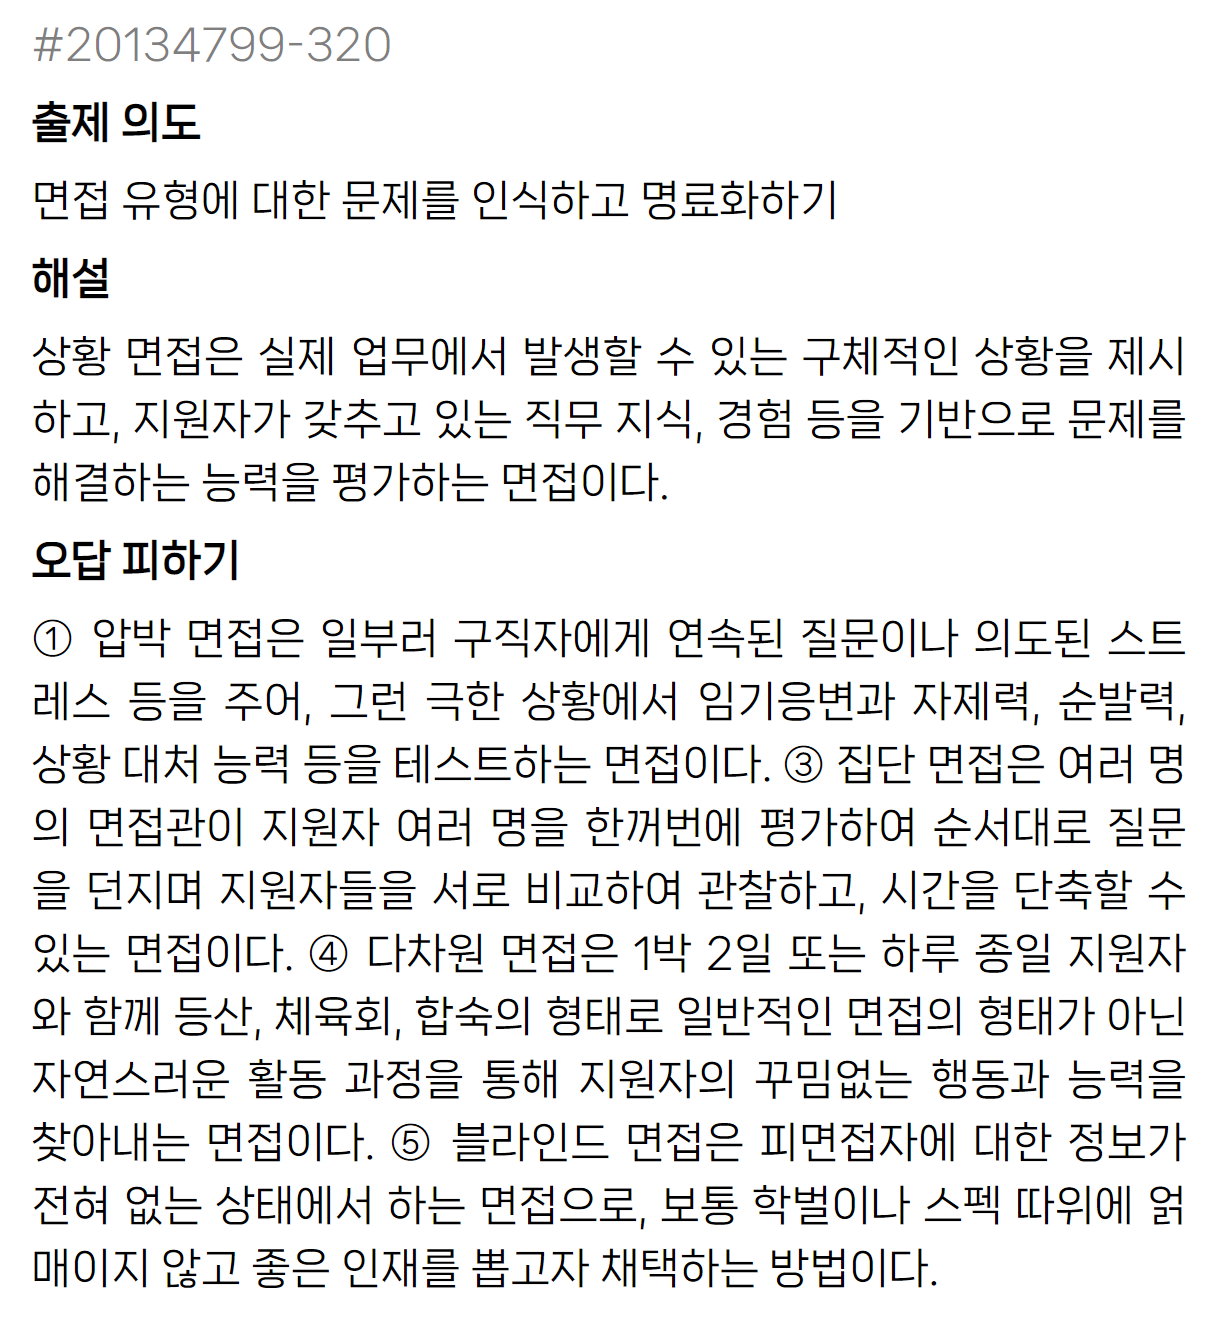 #20134799-320
출제 의도
면접 유형에 대한 문제를 인식하고 명료화하기
해설
상황 면접은 실제 업무에서 발생할 수 있는 구체적인 상황을 제시
하고, 지원자가 갖추고 있는 직무 지식, 경험 등을 기반으로 문제를
해결하는 능력을 평가하는 면접이다.
오답 피하기
① 압박 면접은 일부러 구직자에게 연속된 질문이나 의도된 스트
레스 등을 주어, 그런 극한 상황에서 임기응변과 자제력, 순발력,
상황 대처 능력 등을 테스트하는 면접이다. ③ 집단 면접은 여러 명
의 면접관이 지원자 여러 명을 한꺼번에 평가하여 순서대로 질문
을 던지며 지원자들을 서로 비교하여 관찰하고, 시간을 단축할 수
있는 면접이다. ④ 다차원 면접은 1박 2일 또는 하루 종일 지원자
와 함께 등산, 체육회, 합숙의 형태로 일반적인 면접의 형태가 아닌
자연스러운 활동 과정을 통해 지원자의 꾸밈없는 행동과 능력을
찾아내는 면접이다. ⑤ 블라인드 면접은 피면접자에 대한 정보가
전혀 없는 상태에서 하는 면접으로, 보통 학벌이나 스펙 따위에 얽
매이지 않고 좋은 인재를 뽑고자 채택하는 방법이다.